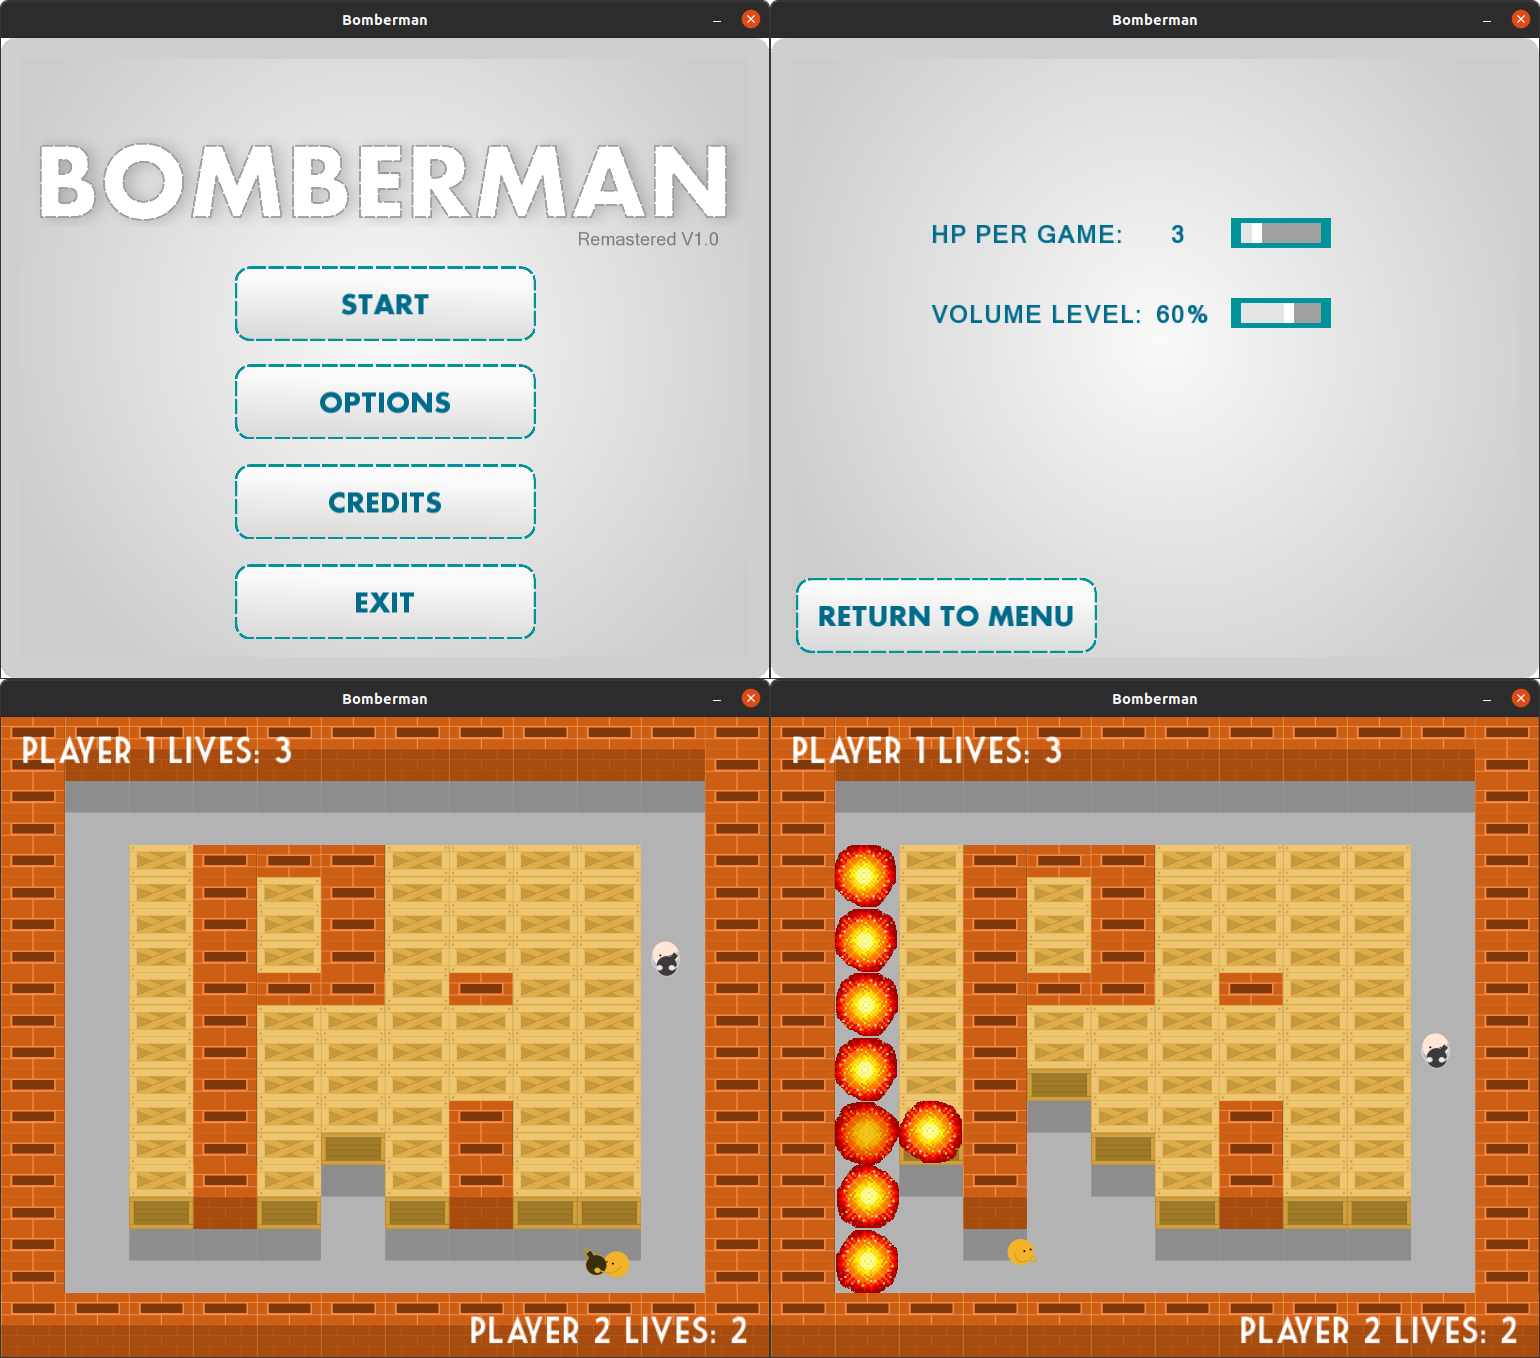 Bomberman
BOMBERMAN
Remastered V1.0
START
OPTIONS
CREDITS
EXIT
Bomberman
HP PER GAME: 3
VOLUME LEVEL: 60%
RETURN TO MENU
Bomberman
PLAYER 1 LIVES: 3
PLAYER 2 LIVES: 2
Bomberman
PLAYER 1 LIVES: 3
PLAYER 2 LIVES: 2